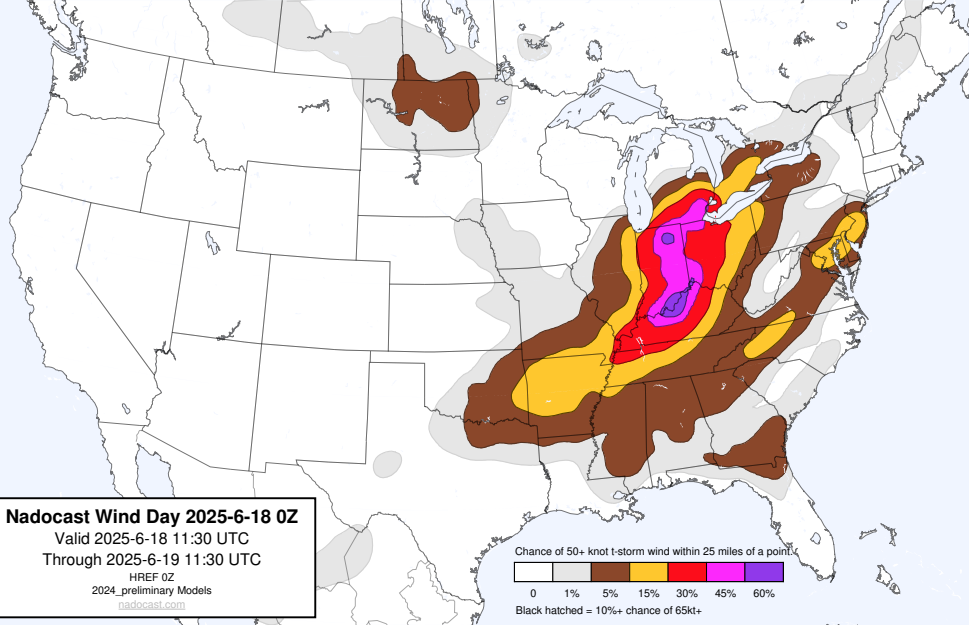 Nadocast Wind Day 2025-6-18 0Z
Valid 2025-6-18 11:30 UTC
Through 2025-6-19 11:30 UTC
HREF 0Z
2024_preliminary Models
nadocast.com
Chance of 50+ knot t-storm wind within 25 miles of a point.
0 1% 5% 15% 30% 45% 60%
Black hatched = 10%+ chance of 65kt+